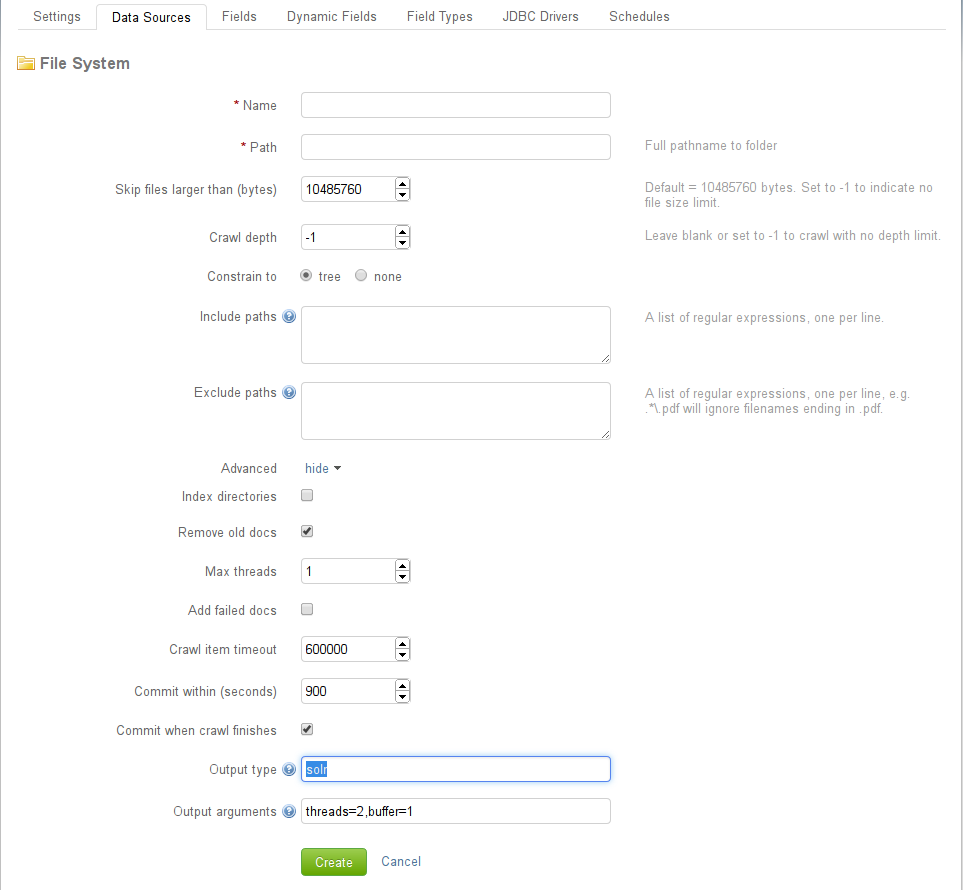 Settings Data Sources Fields Dynamic Fields Field Types JDBC Drivers Schedules
File System
* Name
* Path Full pathname to folder
Skip files larger than (bytes) 10485760 Default = 10485760 bytes. Set to -1 to indicate no
file size limit.
Crawl depth -1 Leave blank or set to -1 to crawl with no depth limit.
Constrain to tree none
Include paths ? A list of regular expressions, one per line.
Exclude paths ? A list of regular expressions, one per line, e.g.
.*\.pdf will ignore filenames ending in .pdf.
Advanced hide
Index directories
Remove old docs
Max threads 1
Add failed docs
Crawl item timeout 600000
Commit within (seconds) 900
Commit when crawl finishes
Output type ? solr
Output arguments ? threads=2,buffer=1
Create Cancel